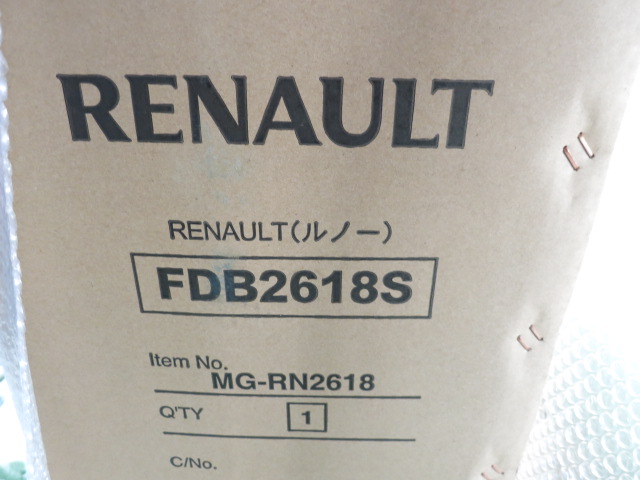 RENAULT
RENAULT(ルノー)
FDB2618S
Item No. MG-RN2618
Q'TY 1
C/No.